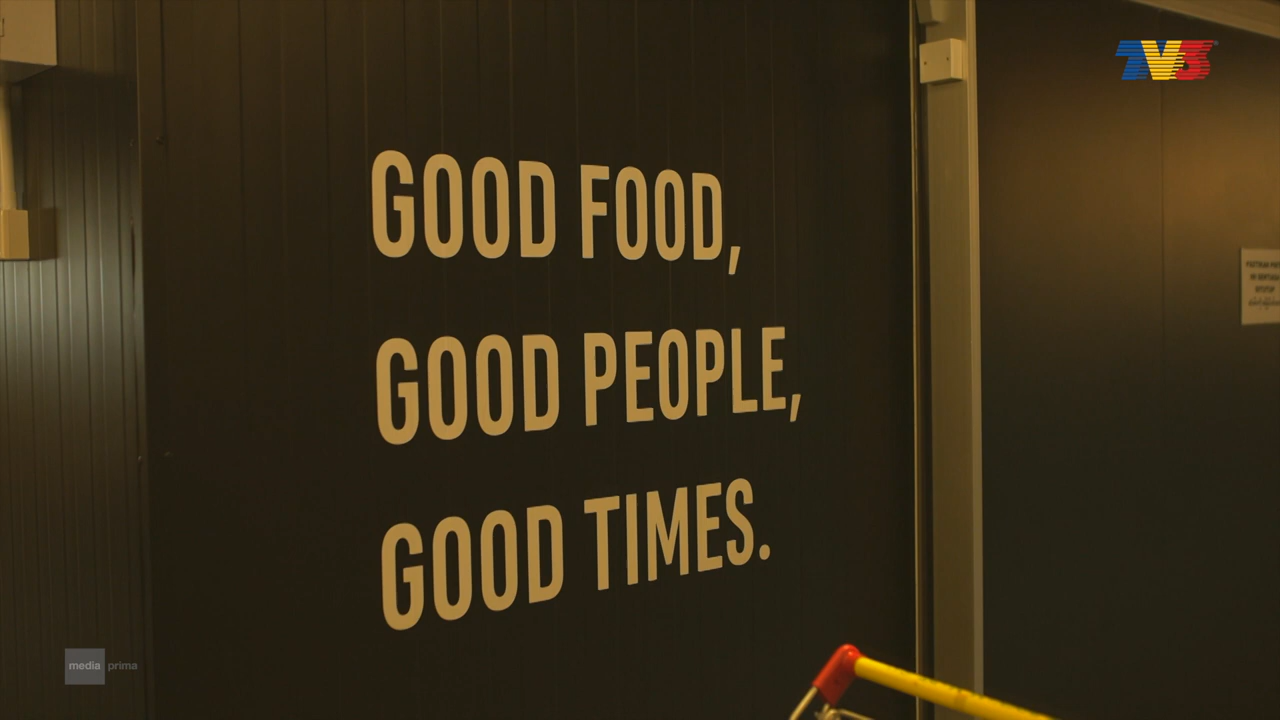 TV3
GOOD FOOD,
GOOD PEOPLE,
GOOD TIMES.
media prima